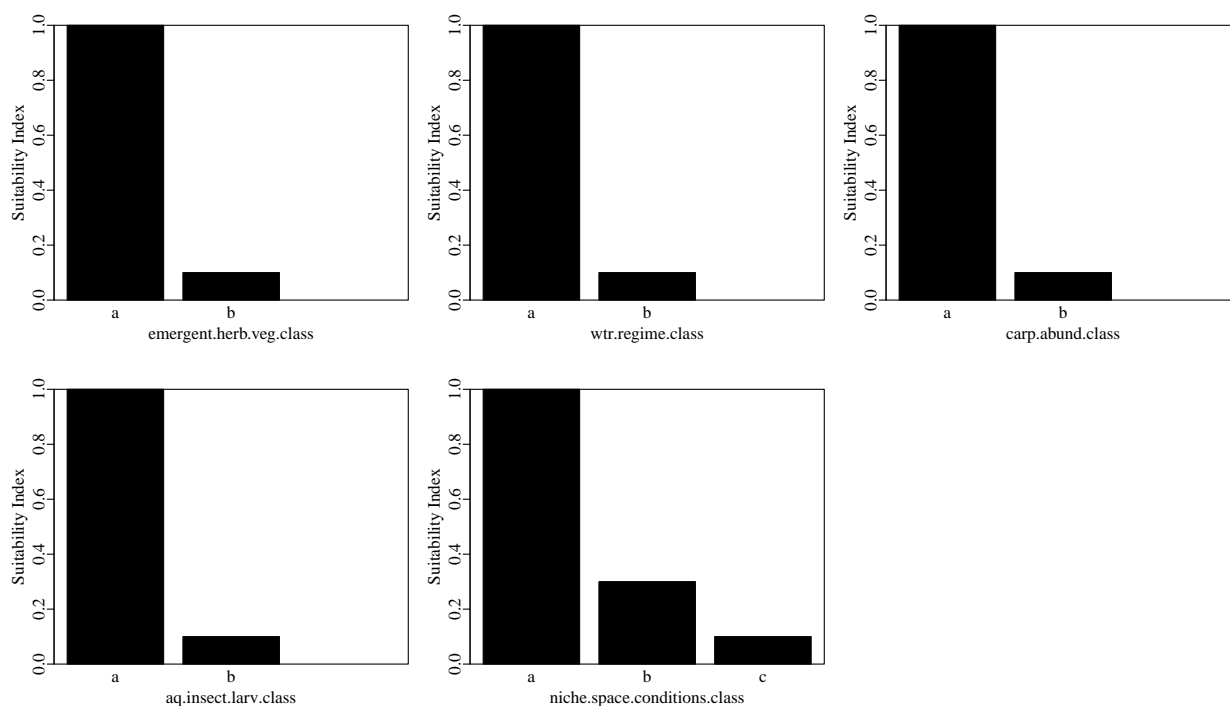 Suitability Index
0.0 0.2 0.4 0.6 0.8 1.0
a b
emergent.herb.veg.class
Suitability Index
0.0 0.2 0.4 0.6 0.8 1.0
a b
wtr.regime.class
Suitability Index
0.0 0.2 0.4 0.6 0.8 1.0
a b
carp.abund.class
Suitability Index
0.0 0.2 0.4 0.6 0.8 1.0
a b
aq.insect.larv.class
Suitability Index
0.0 0.2 0.4 0.6 0.8 1.0
a b c
niche.space.conditions.class